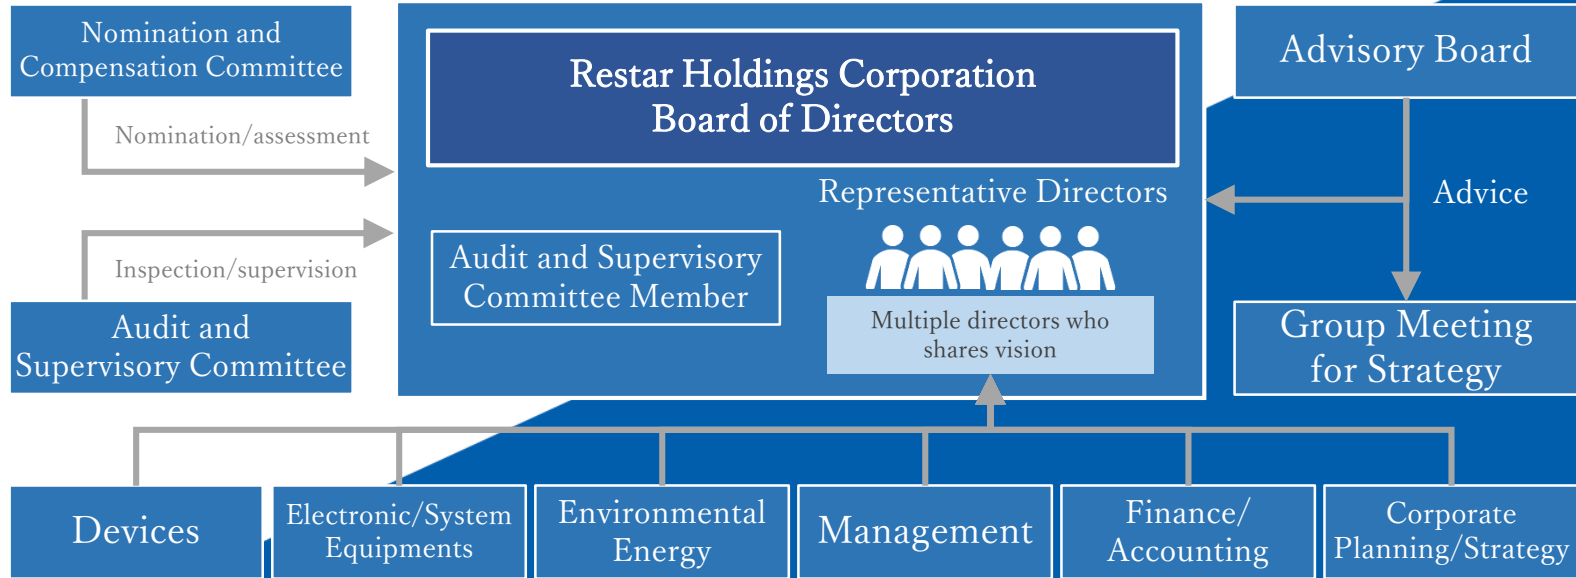 Nomination and
Compensation Committee
Nomination/assessment
Inspection/supervision
Audit and
Supervisory Committee
Restar Holdings Corporation
Board of Directors
Representative Directors
Audit and Supervisory
Committee Member
Multiple directors who
shares vision
Advisory Board
Advice
Group Meeting
for Strategy
Devices
Electronic/System
Equipments
Environmental
Energy
Management
Finance/
Accounting
Corporate
Planning/Strategy